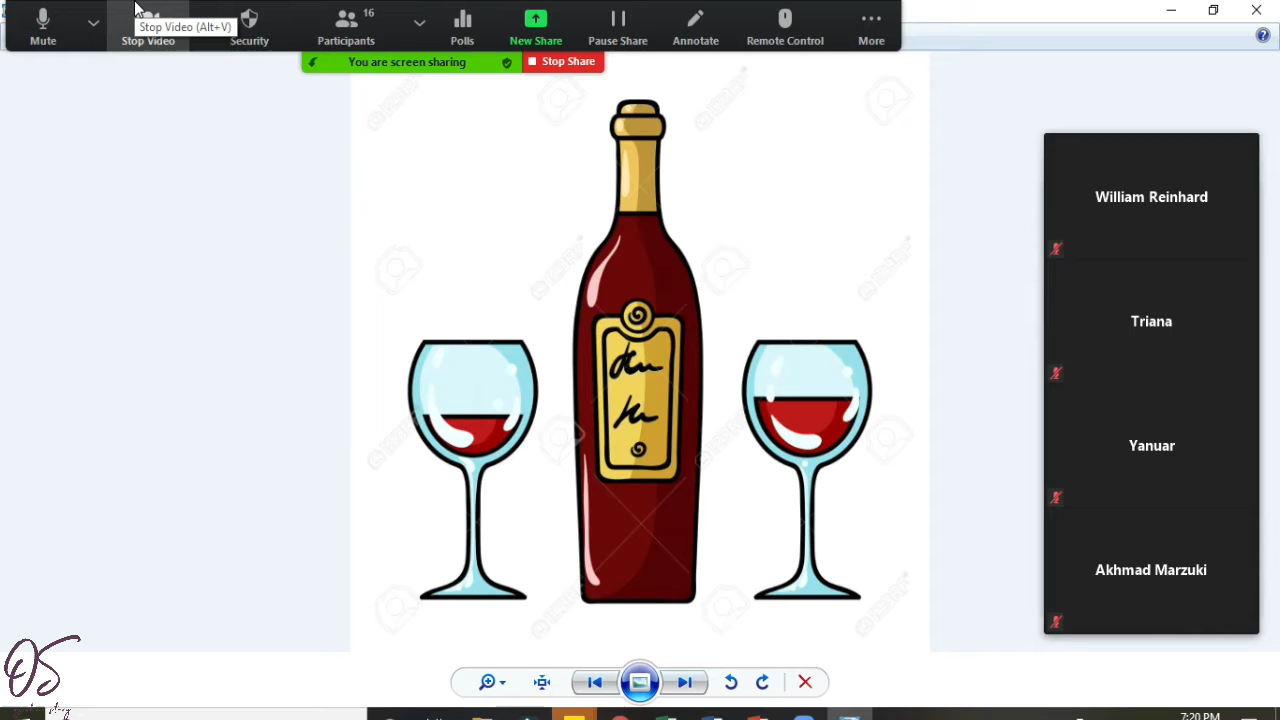 Stop Video (Alt+V)
16
Mute
Stop Video
Security
Participants
Polls
New Share
Pause Share
Annotate
Remote Control
More
You are screen sharing
Stop Share
William Reinhard
Triana
Yanuar
Akhmad Marzuki
7:20 PM